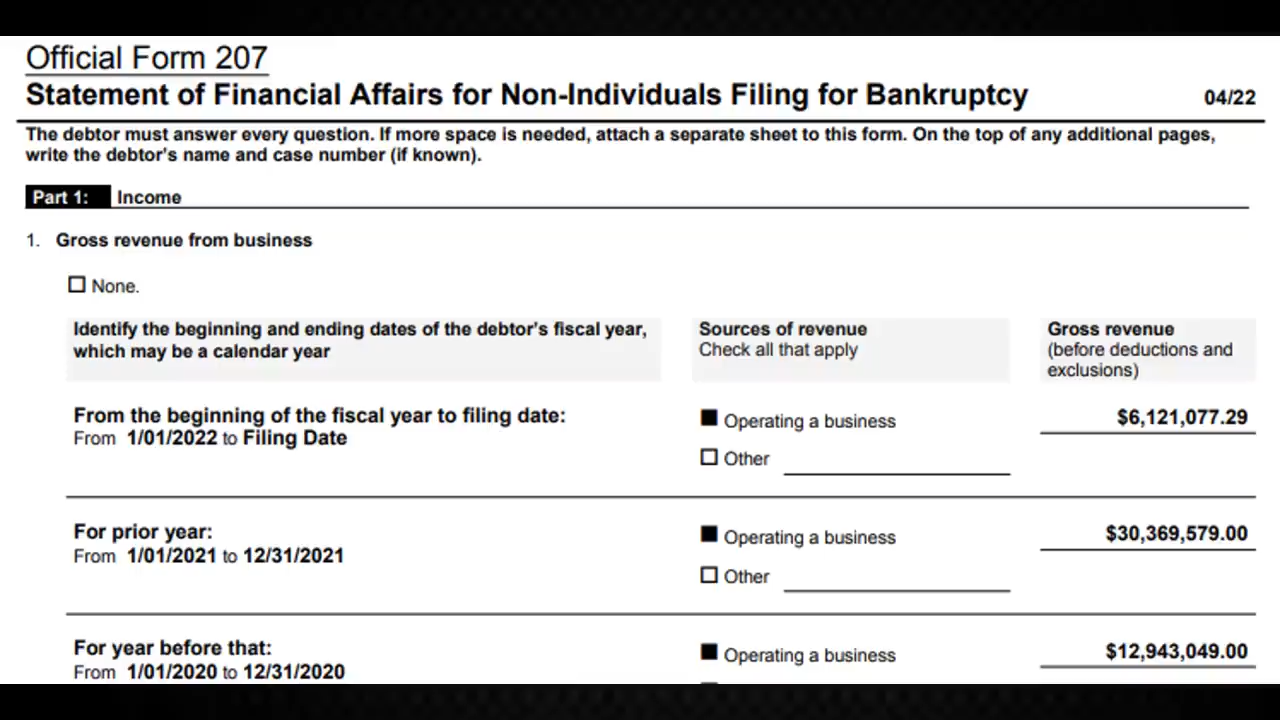 Official Form 207
Statement of Financial Affairs for Non-Individuals Filing for Bankruptcy 04/22
The debtor must answer every question. If more space is needed, attach a separate sheet to this form. On the top of any additional pages,
write the debtor's name and case number (if known).
Part 1: Income
1. Gross revenue from business
None.
Identify the beginning and ending dates of the debtor's fiscal year,
which may be a calendar year
Sources of revenue
Check all that apply
Gross revenue
(before deductions and
exclusions)
From the beginning of the fiscal year to filing date:
From 1/01/2022 to Filing Date
Operating a business
Other
$6,121,077.29
For prior year:
From 1/01/2021 to 12/31/2021
Operating a business
Other
$30,369,579.00
For year before that:
From 1/01/2020 to 12/31/2020
Operating a business
$12,943,049.00